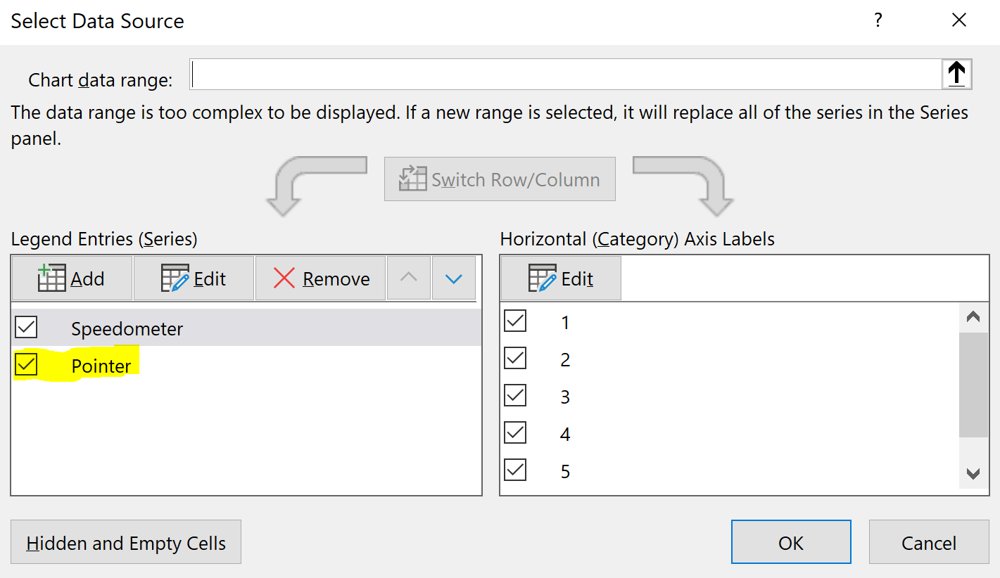 Select Data Source
?
Chart data range:
The data range is too complex to be displayed. If a new range is selected, it will replace all of the series in the Series
panel.
Switch Row/Column
Legend Entries (Series)
Horizontal (Category) Axis Labels
Add Edit Remove
Edit
Speedometer
Pointer
1
2
3
4
5
Hidden and Empty Cells
OK
Cancel